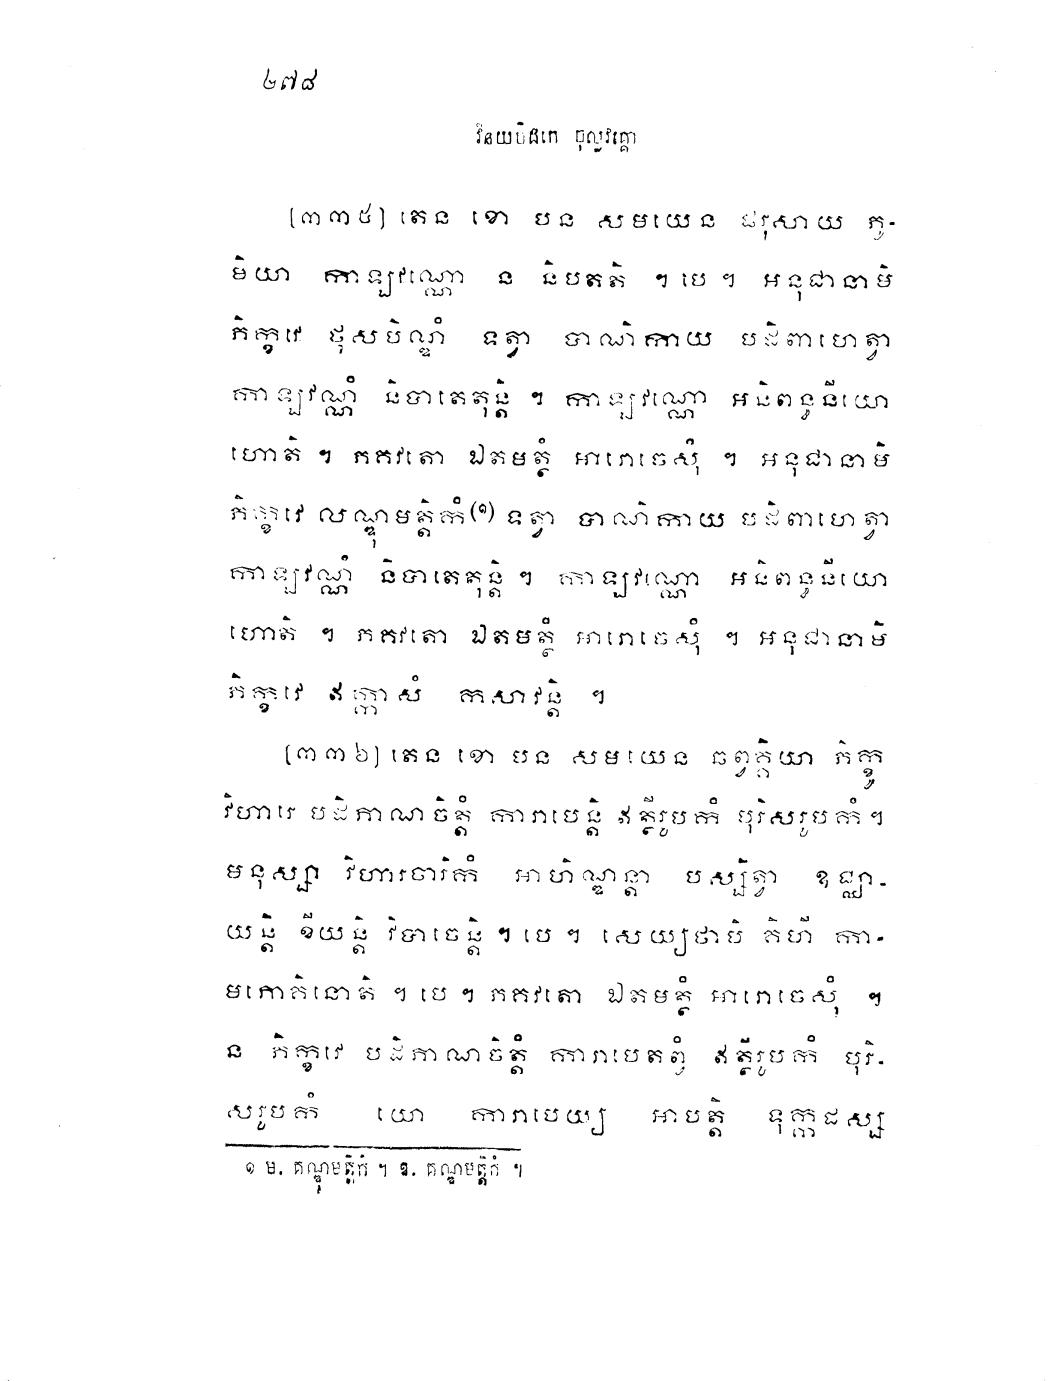 ២៧៨
វិនយបិដកេ ចុល្លវគ្គោ
[៣៣៥] តេន ខោ បន សមយេន ផរុសាយ ភូ-
មិយា កាឡវណ្ណោ ន និបតតិ ។ បេ ។ អនុជានាមិ
ភិក្ខវេ ថុសបិណ្ឌំ ទត្វា បាណិកាយ បដិពាហេត្វា
កាឡវណ្ណំ និបាតេតុន្តិ ។ កាឡវណ្ណោ អនិពន្ធនីយោ
ហោតិ ។ ភគវតោ ឯតមត្ថំ អារោចេសុំ ។ អនុជានាមិ
ភិក្ខវេ លណ្ឌុមត្តិកំ(១) ទត្វា បាណិកាយ បដិពាហេត្វា
កាឡវណ្ណំ និបាតេតុន្តិ ។ កាឡវណ្ណោ អនិពន្ធនីយោ
ហោតិ ។ ភគវតោ ឯតមត្ថំ អារោចេសុំ ។ អនុជានាមិ
ភិក្ខវេ ឥក្កាសំ កសាវន្តិ ។
[៣៣៦] តេន ខោ បន សមយេន ឆព្វគ្គិយា ភិក្ខូ
វិហារេ បដិភាណចិត្តំ ការាបេន្តិ ឥត្ថីរូបកំ បុរិសរូបកំ ។
មនុស្សា វិហារចារិកំ អាហិណ្ឌន្តា បស្សិត្វា ឧជ្ឈា-
យន្តិ ខីយន្តិ វិបាចេន្តិ ។ បេ ។ សេយ្យថាបិ គិហី កា-
មភោគិនោតិ ។ បេ ។ ភគវតោ ឯតមត្ថំ អារោចេសុំ ។
ន ភិក្ខវេ បដិភាណចិត្តំ ការាបេតព្វំ ឥត្ថីរូបកំ បុរិ-
សរូបកំ យោ ការាបេយ្យ អាបត្តិ ទុក្កដស្ស
១ ម. គណ្ឌុមត្តិកំ ។ ឱ. គណ្ឌមត្តិកំ ។